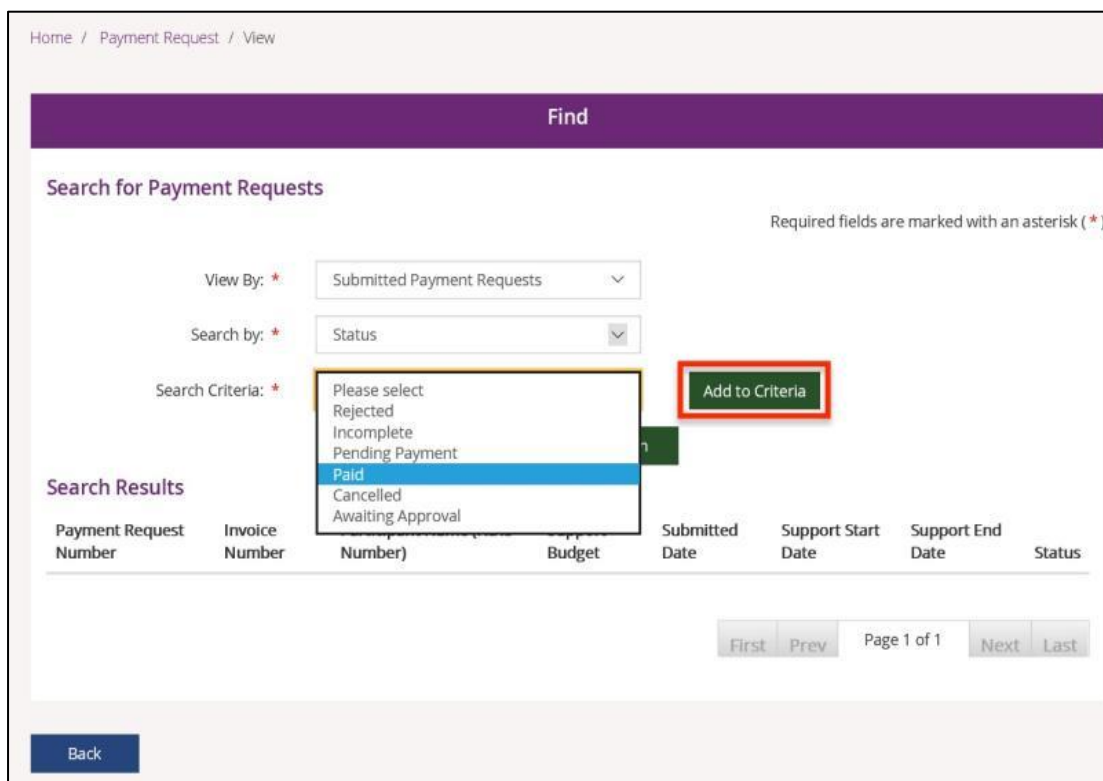 Home / Payment Request / View
Find
Search for Payment Requests
Required fields are marked with an asterisk (*)
View By: * Submitted Payment Requests
Search by: * Status
Search Criteria: * Please select Add to Criteria
Rejected
Incomplete
Pending Payment
Paid
Cancelled
Awaiting Approval
Search Results
Payment Request Number
Invoice Number
Number)
Budget
Submitted Date
Support Start Date
Support End Date
Status
First Prev Page 1 of 1 Next Last
Back